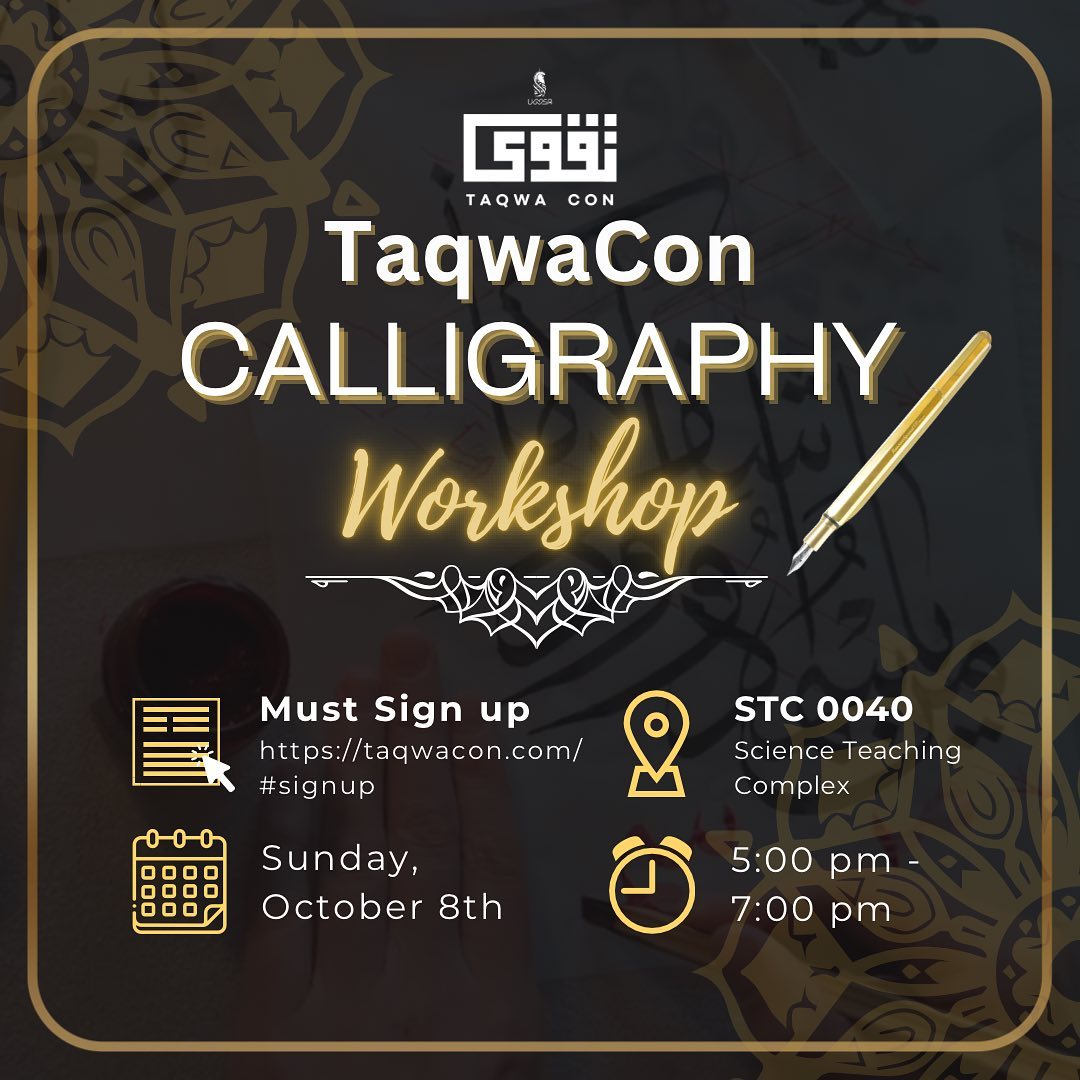 تقوى
TAQWA CON
TaqwaCon
CALLIGRAPHY
Workshop
Must Sign up
https://taqwacon.com/
#signup
STC 0040
Science Teaching
Complex
Sunday,
October 8th
5:00 pm -
7:00 pm